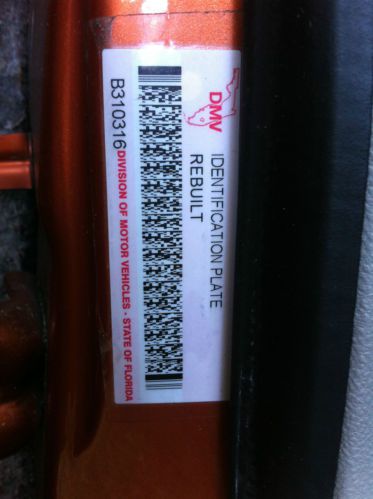 DMV
IDENTIFICATION PLATE
REBUILT
B310316 DIVISION OF MOTOR VEHICLES - STATE OF FLORIDA